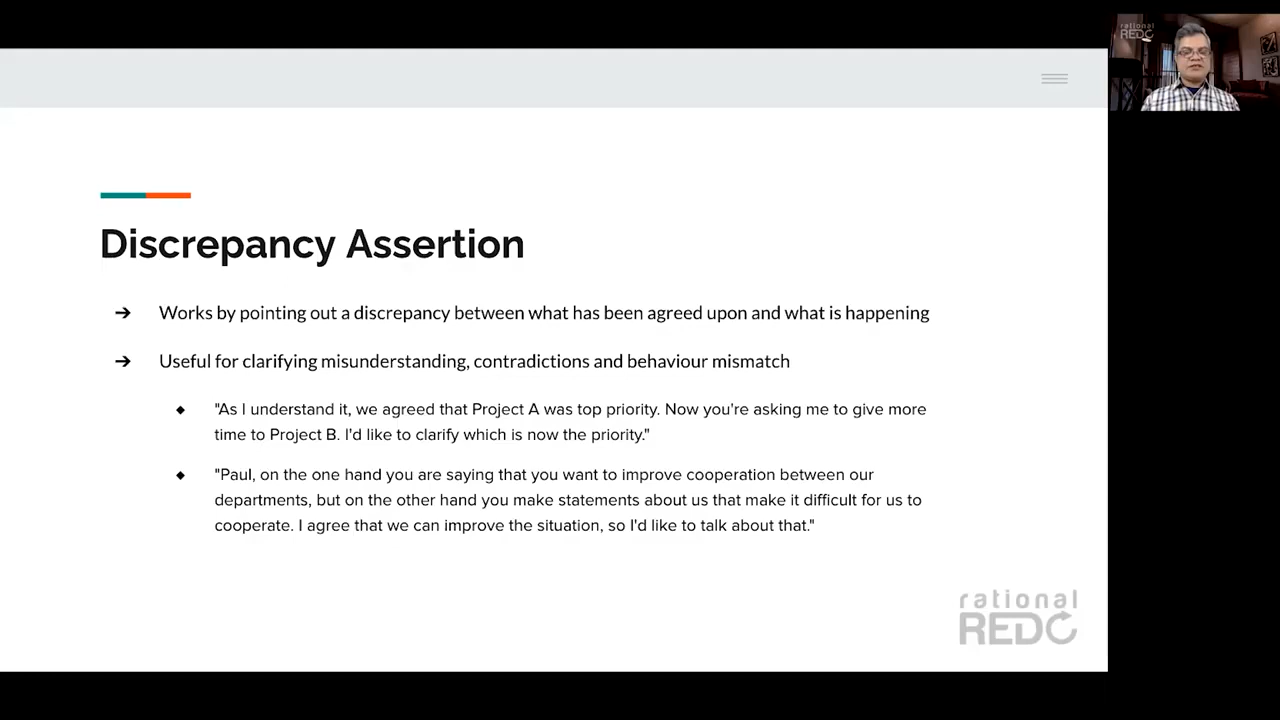 rational
REDC
Discrepancy Assertion
➔ Works by pointing out a discrepancy between what has been agreed upon and what is happening
➔ Useful for clarifying misunderstanding, contradictions and behaviour mismatch
◆ "As I understand it, we agreed that Project A was top priority. Now you're asking me to give more
time to Project B. I'd like to clarify which is now the priority."
◆ "Paul, on the one hand you are saying that you want to improve cooperation between our
departments, but on the other hand you make statements about us that make it difficult for us to
cooperate. I agree that we can improve the situation, so I'd like to talk about that."
rational
REDC